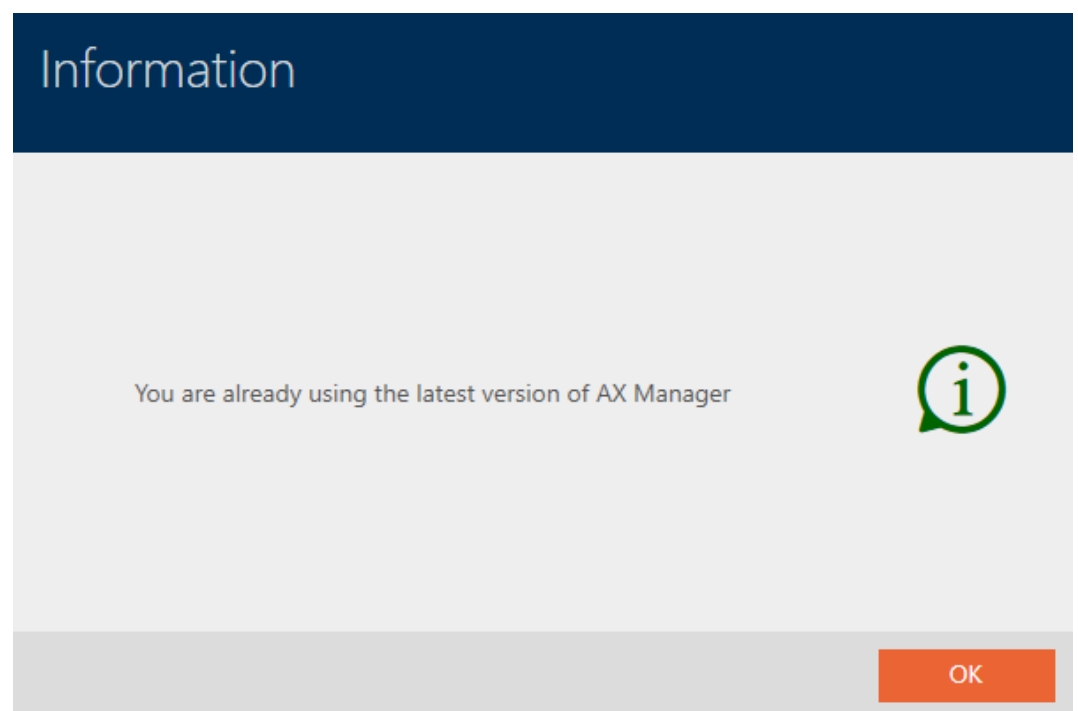 Information
You are already using the latest version of AX Manager
i
OK